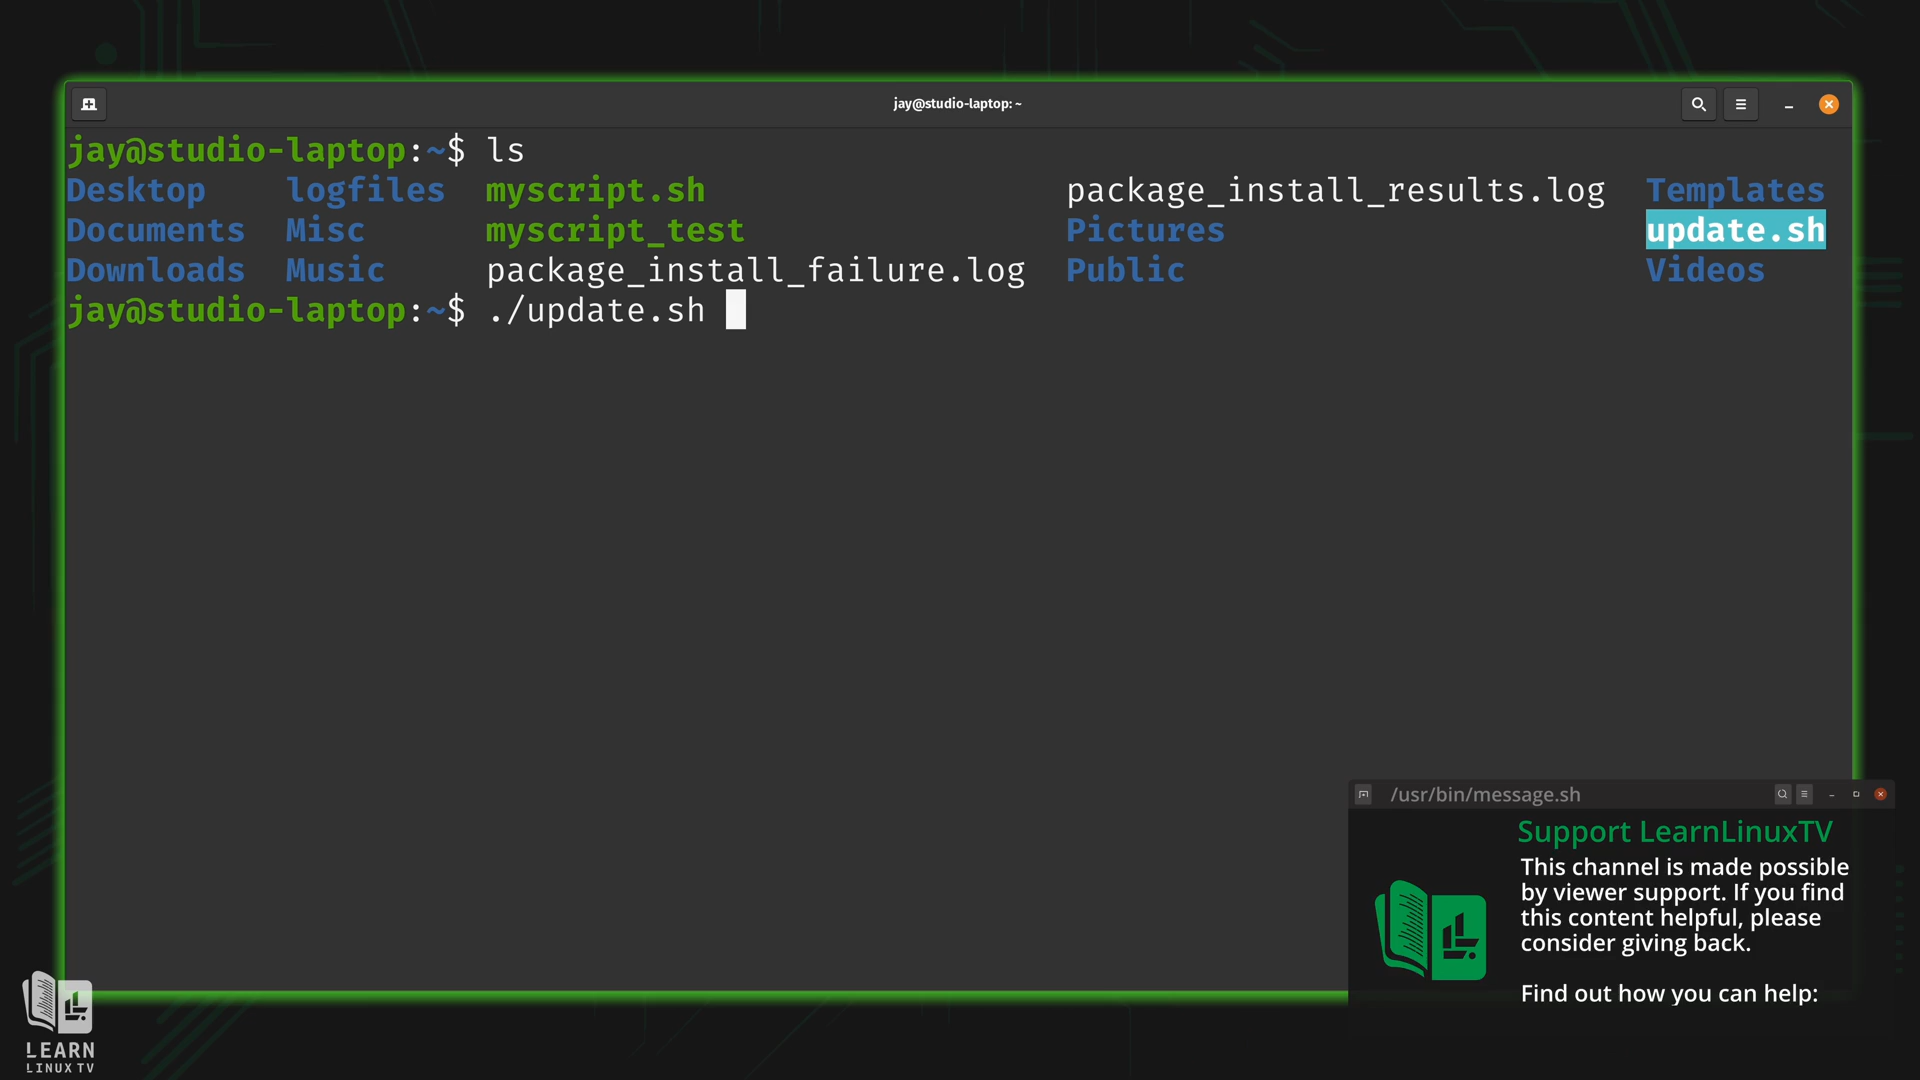 jay@studio-laptop: ~
jay@studio-laptop:~$ ls
Desktop logfiles myscript.sh package_install_results.log Templates
Documents Misc myscript_test Pictures update.sh
Downloads Music package_install_failure.log Public Videos
jay@studio-laptop:~$ ./update.sh
/usr/bin/message.sh
Support LearnLinuxTV
This channel is made possible
by viewer support. If you find
this content helpful, please
consider giving back.
Find out how you can help:
LEARN
LINUX TV